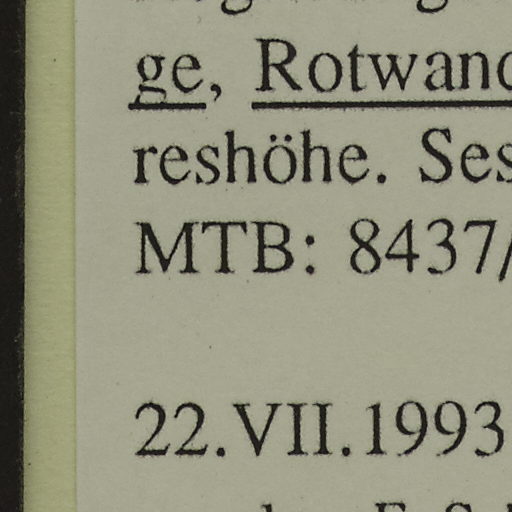 ge, Rotwand
reshöhe. Ses
MTB: 8437/
22.VII.1993